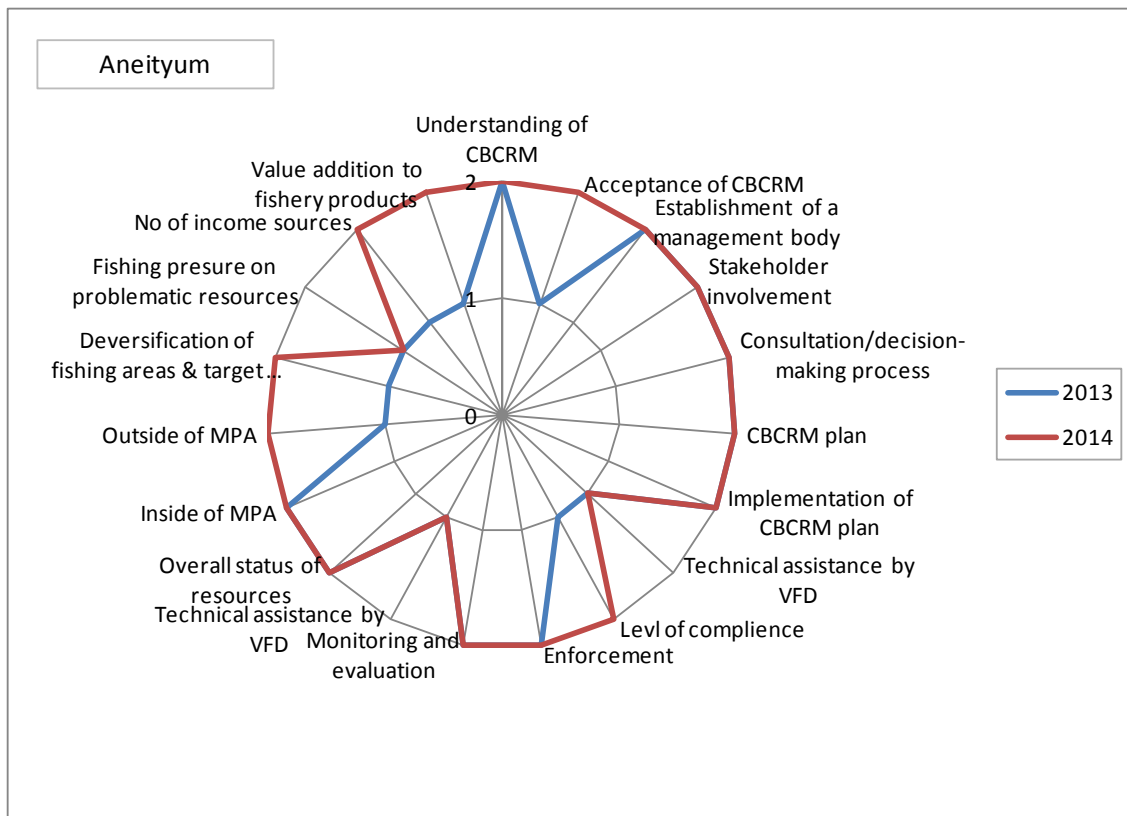 Aneityum
Understanding of
CBCRM
Acceptance of CBCRM
Establishment of a
management body
Stakeholder
involvement
Consultation/decision-
making process
CBCRM plan
Implementation of
CBCRM plan
Technical assistance by
VFD
Levl of complience
Enforcement
Monitoring and
evaluation
Technical assistance by
VFD
Overall status of
resources
Inside of MPA
Outside of MPA
Deversification of
fishing areas & target...
Fishing presure on
problematic resources
No of income sources
Value addition to
fishery products
2
1
0
2013
2014